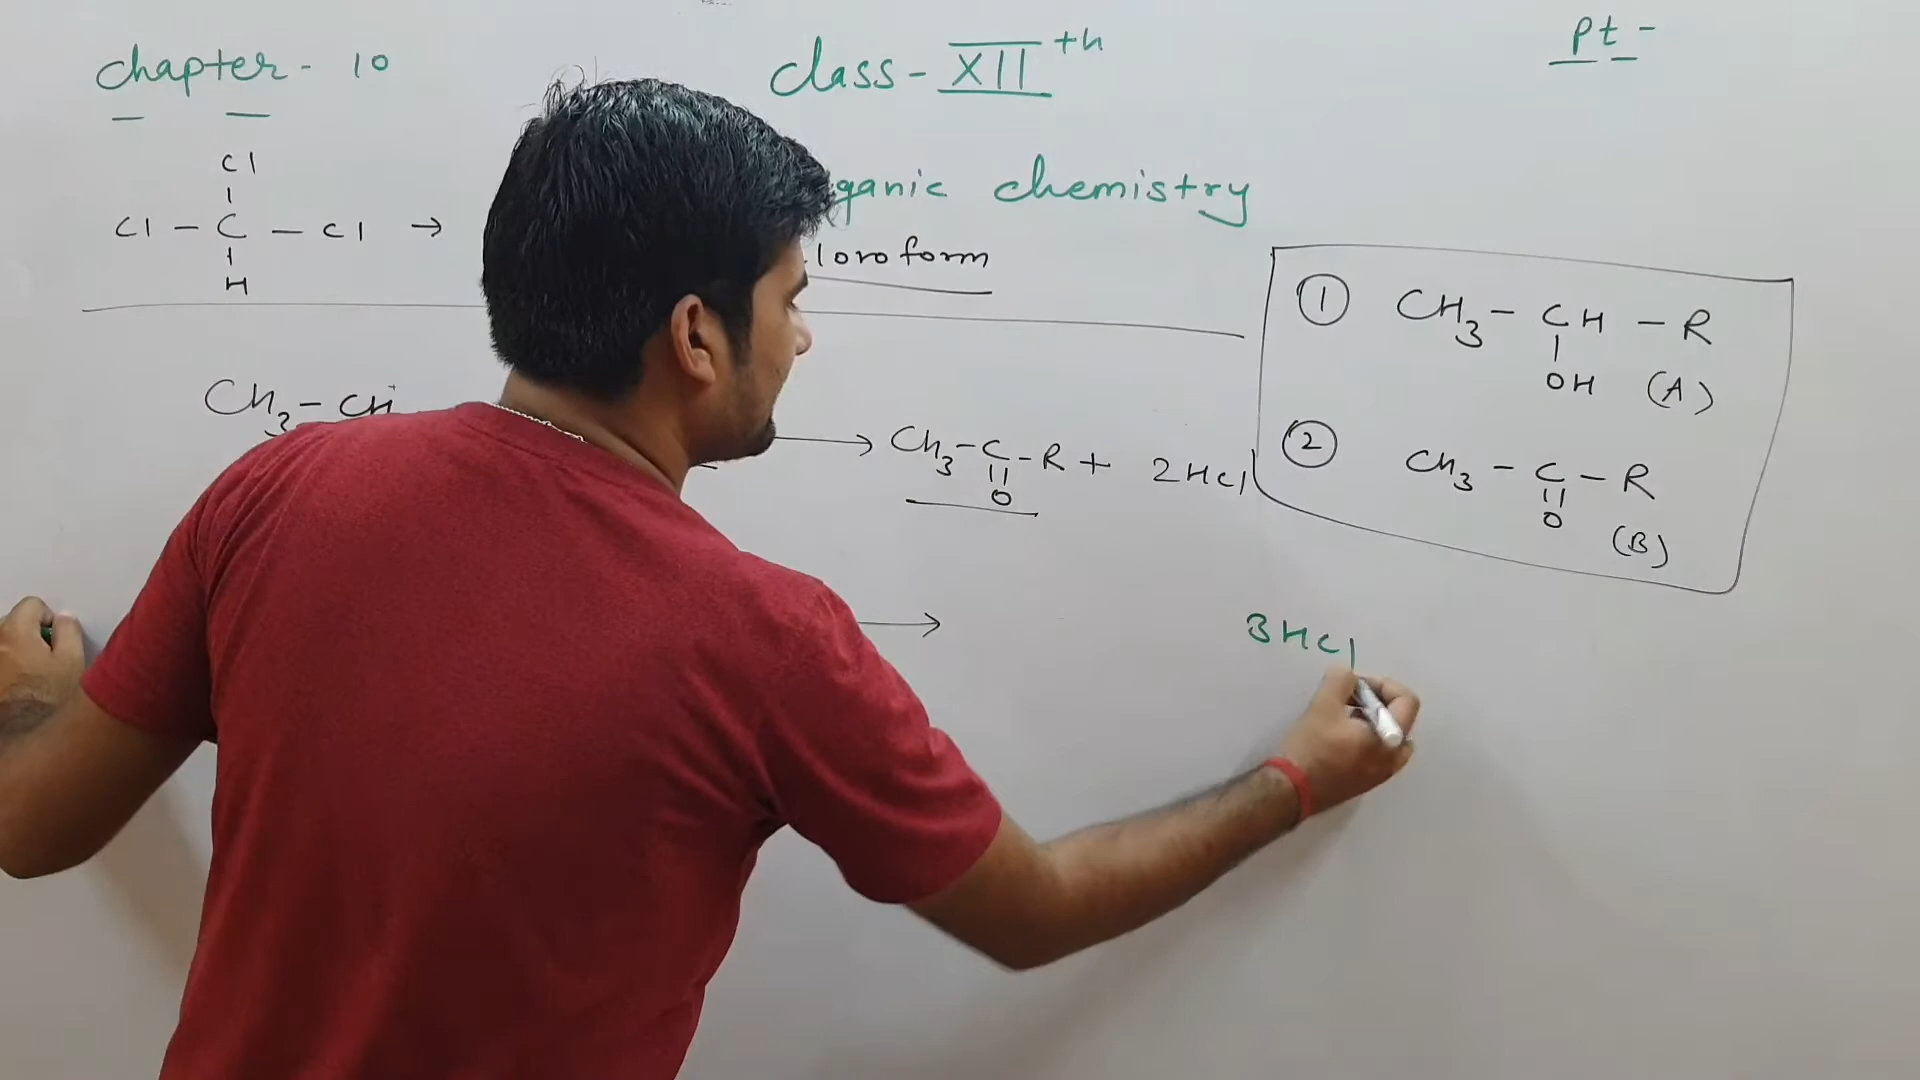 chapter - 10
Class - XII th
Pt -
Cl
Cl - C - Cl →
H
ganic chemistry
loroform
① CH3 - CH - R
OH (A)
② CH3 - C - R
O
(B)
CH3 - CH
→ CH3 - C - R + 2HCl
O
→ 3HCl